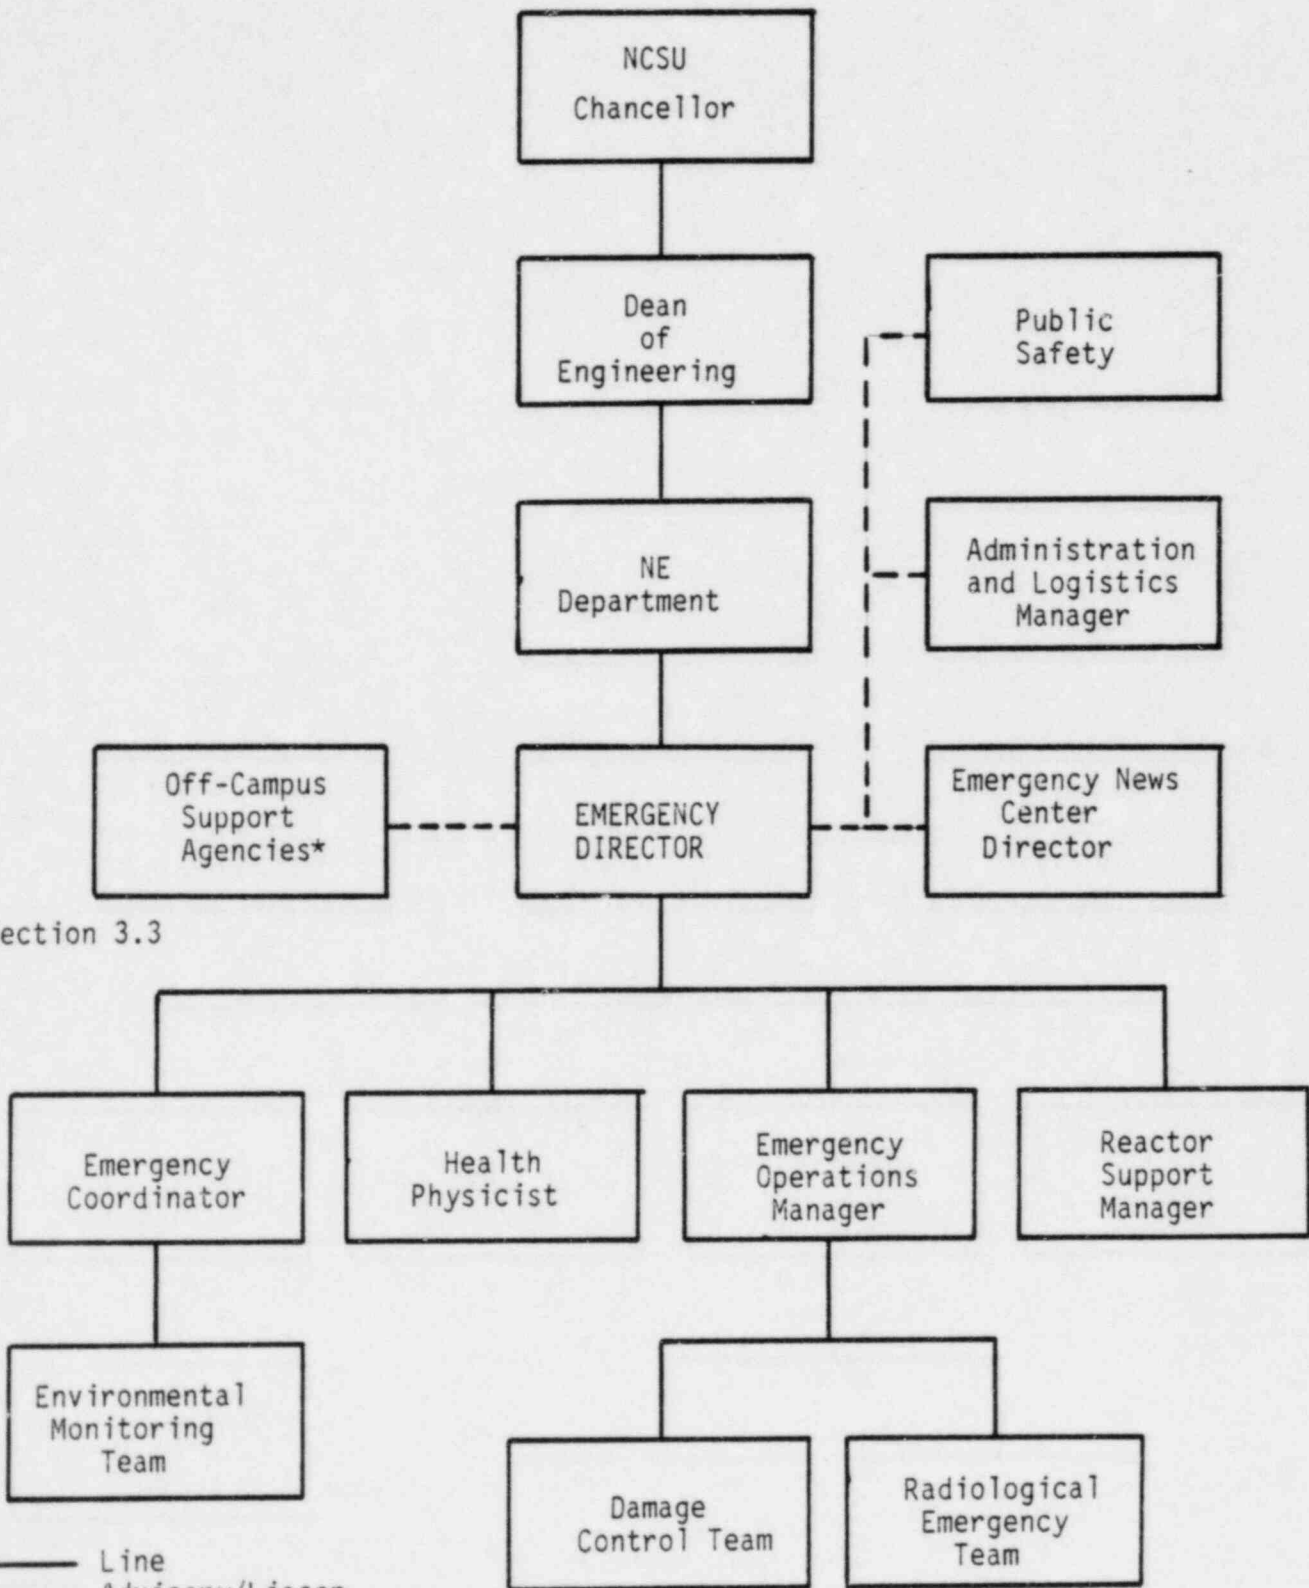 NCSU
Chancellor
Dean
of
Engineering
Public
Safety
NE
Department
Administration
and Logistics
Manager
Off-Campus
Support
Agencies*
EMERGENCY
DIRECTOR
Emergency News
Center
Director
ection 3.3
Emergency
Coordinator
Health
Physicist
Emergency
Operations
Manager
Reactor
Support
Manager
Environmental
Monitoring
Team
Damage
Control Team
Radiological
Emergency
Team
Line